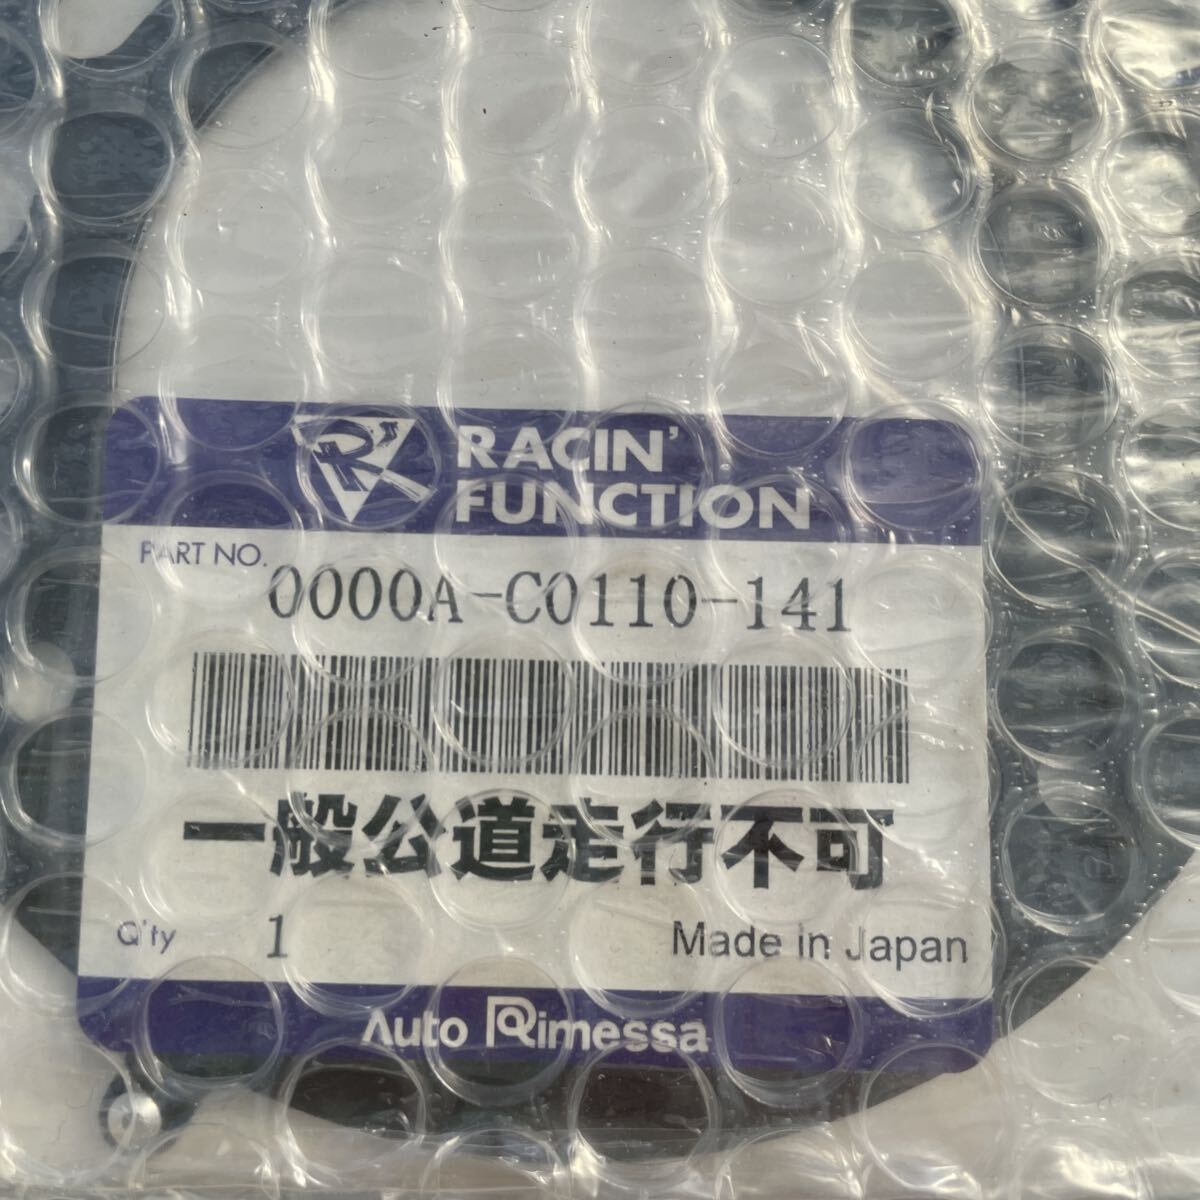 RACIN'
FUNCTION
PART NO. 0000A-C0110-141
一般公道走行不可
Q'ty 1 Made in Japan
Auto Rimessa